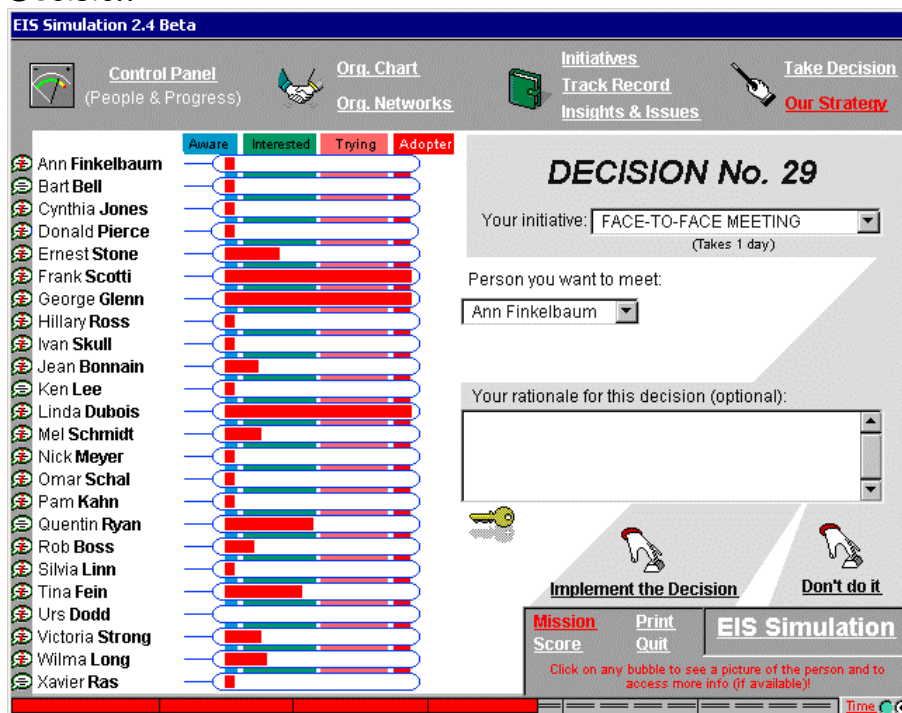 EIS Simulation 2.4 Beta
Control Panel
(People & Progress)
Org. Chart
Org. Networks
Initiatives
Track Record
Insights & Issues
Take Decision
Our Strategy
Aware Interested Trying Adopter
Ann Finkelbaum
Bart Bell
Cynthia Jones
Donald Pierce
Ernest Stone
Frank Scotti
George Glenn
Hillary Ross
Ivan Skull
Jean Bonnain
Ken Lee
Linda Dubois
Mel Schmidt
Nick Meyer
Omar Schal
Pam Kahn
Quentin Ryan
Rob Boss
Silvia Linn
Tina Fein
Urs Dodd
Victoria Strong
Wilma Long
Xavier Ras
DECISION No. 29
Your initiative: FACE-TO-FACE MEETING
(Takes 1 day)
Person you want to meet:
Ann Finkelbaum
Your rationale for this decision (optional):
Implement the Decision
Don't do it
Mission Print
Score Quit
EIS Simulation
Click on any bubble to see a picture of the person and to
access more info (if available)!
Time